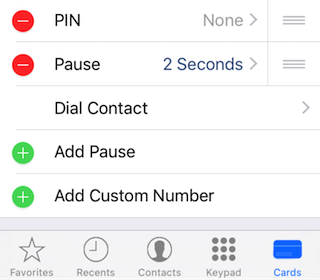 PIN None
Pause 2 Seconds
Dial Contact
Add Pause
Add Custom Number
Favorites Recents Contacts Keypad Cards